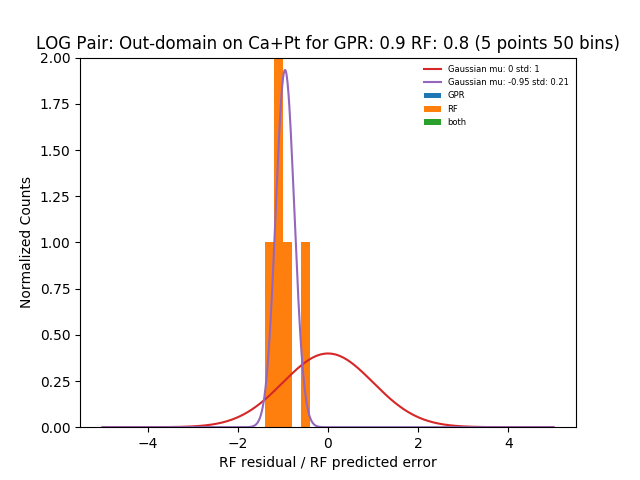 LOG Pair: Out-domain on Ca+Pt for GPR: 0.9 RF: 0.8 (5 points 50 bins)
Gaussian mu: 0 std: 1
Gaussian mu: -0.95 std: 0.21
GPR
RF
both
Normalized Counts
2.00
1.75
1.50
1.25
1.00
0.75
0.50
0.25
0.00
−4
−2
0
2
4
RF residual / RF predicted error